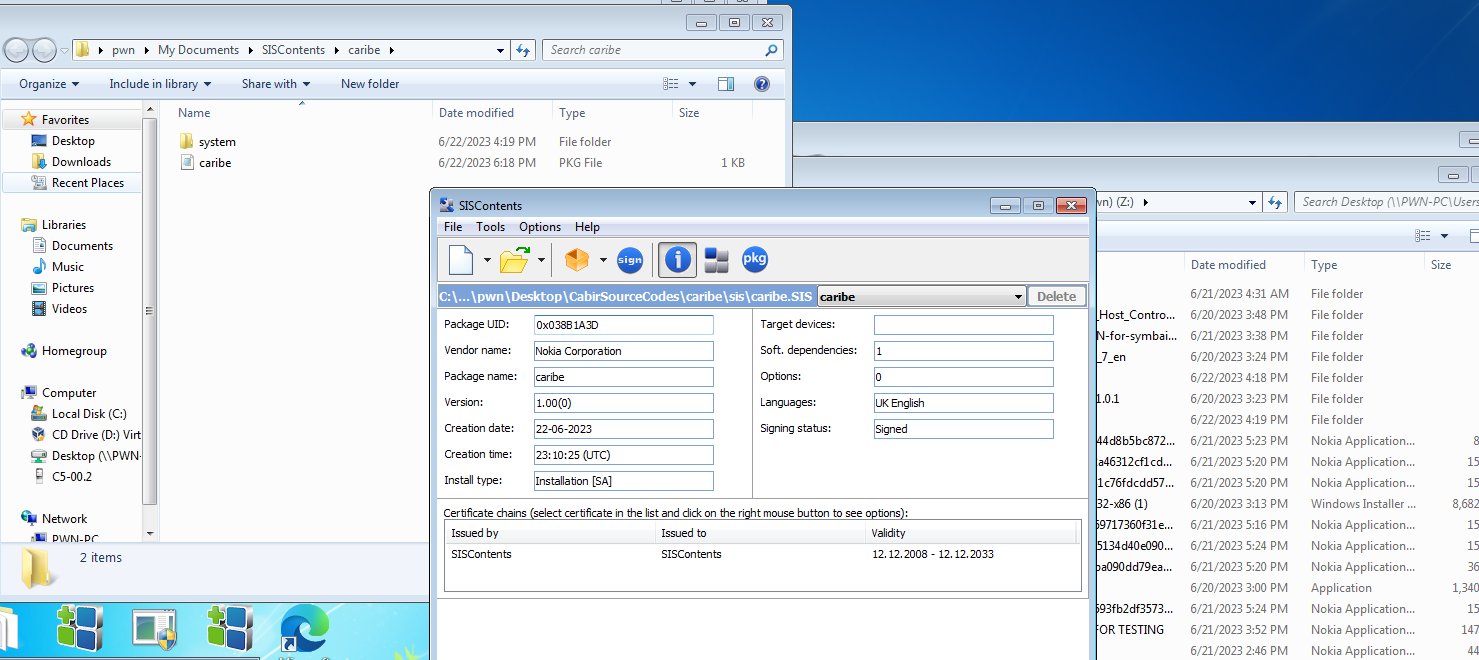 pwn ▸ My Documents ▸ SISContents ▸ caribe ▸
Search caribe
Organize
Include in library
Share with
New folder
Name
Date modified
Type
Size
system
6/22/2023 4:19 PM
File folder
caribe
6/22/2023 6:18 PM
PKG File
1 KB
Favorites
Desktop
Downloads
Recent Places
Libraries
Documents
Music
Pictures
Videos
Homegroup
Computer
Local Disk (C:)
CD Drive (D:) Virt
Desktop (\\PWN-
C5-00.2
Network
PWN-PC
2 items
SISContents
File Tools Options Help
sign
pkg
C:\...\pwn\Desktop\CabirSourceCodes\caribe\sis\caribe.SIS
caribe
Delete
Package UID: 0x038B1A3D
Vendor name: Nokia Corporation
Package name: caribe
Version: 1.00(0)
Creation date: 22-06-2023
Creation time: 23:10:25 (UTC)
Install type: Installation [SA]
Target devices:
Soft. dependencies: 1
Options: 0
Languages: UK English
Signing status: Signed
Certificate chains (select certificate in the list and click on the right mouse button to see options):
Issued by Issued to Validity
SISContents SISContents 12.12.2008 - 12.12.2033
wn) (Z:) ▸
Search Desktop (\\PWN-PC\Users
Date modified Type Size
6/21/2023 4:31 AM File folder
_Host_Contro... 6/20/2023 3:48 PM File folder
N-for-symbai... 6/21/2023 3:38 PM File folder
_7_en 6/20/2023 3:24 PM File folder
6/22/2023 4:18 PM File folder
1.0.1 6/20/2023 3:23 PM File folder
6/22/2023 4:19 PM File folder
44d8b5bc872... 6/21/2023 5:23 PM Nokia Application... 8
a46312cf1cd... 6/21/2023 5:20 PM Nokia Application... 15
1c76fdcdd57... 6/21/2023 5:20 PM Nokia Application... 15
32-x86 (1) 6/20/2023 3:13 PM Windows Installer ... 8,682
69717360f31e... 6/21/2023 5:16 PM Nokia Application... 15
5134d40e090... 6/21/2023 5:24 PM Nokia Application... 15
ba090dd79ea... 6/21/2023 5:20 PM Nokia Application... 36
6/20/2023 3:00 PM Application 1,340
593fb2df3573... 6/21/2023 5:24 PM Nokia Application... 15
FOR TESTING 6/21/2023 3:52 PM Nokia Application... 147
6/21/2023 2:46 PM Nokia Application... 44